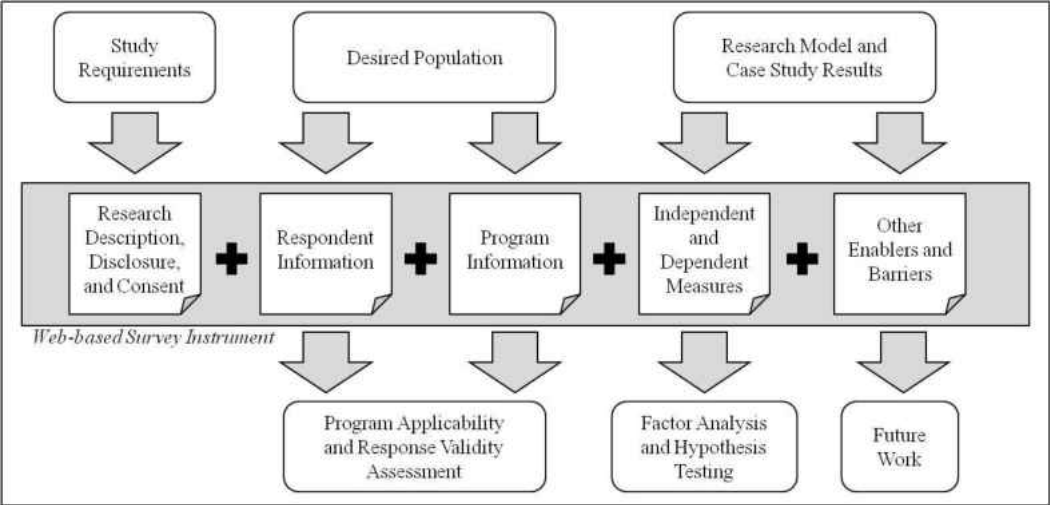 Study
Requirements
Desired Population
Research Model and
Case Study Results
Research
Description,
Disclosure,
and Consent
Respondent
Information
Program
Information
Independent
and
Dependent
Measures
Other
Enablers and
Barriers
Web-based Survey Instrument
Program Applicability
and Response Validity
Assessment
Factor Analysis
and Hypothesis
Testing
Future
Work